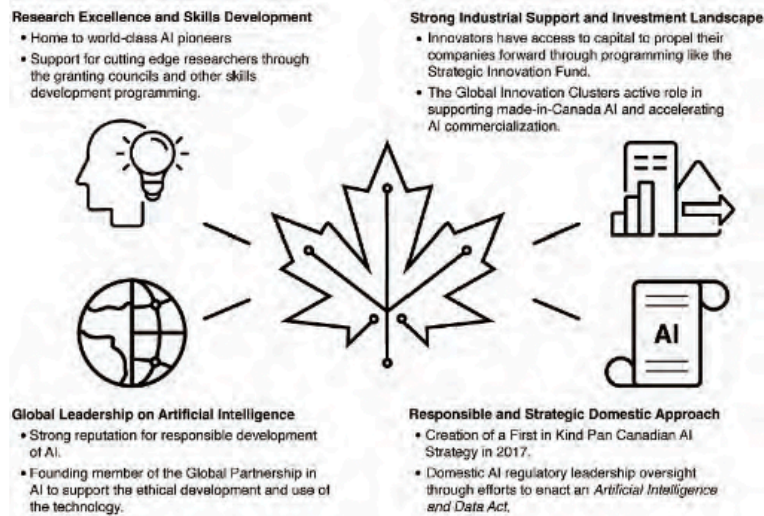 Research Excellence and Skills Development
• Home to world-class AI pioneers
• Support for cutting edge researchers through
the granting councils and other skills
development programming.
Strong Industrial Support and Investment Landscape
• Innovators have access to capital to propel their
companies forward through programming like the
Strategic Innovation Fund.
• The Global Innovation Clusters active role in
supporting made-in-Canada AI and accelerating
AI commercialization.
AI
Global Leadership on Artificial Intelligence
• Strong reputation for responsible development
of AI.
• Founding member of the Global Partnership in
AI to support the ethical development and use of
the technology.
Responsible and Strategic Domestic Approach
• Creation of a First in Kind Pan Canadian AI
Strategy in 2017.
• Domestic AI regulatory leadership oversight
through efforts to enact an Artificial Intelligence
and Data Act.